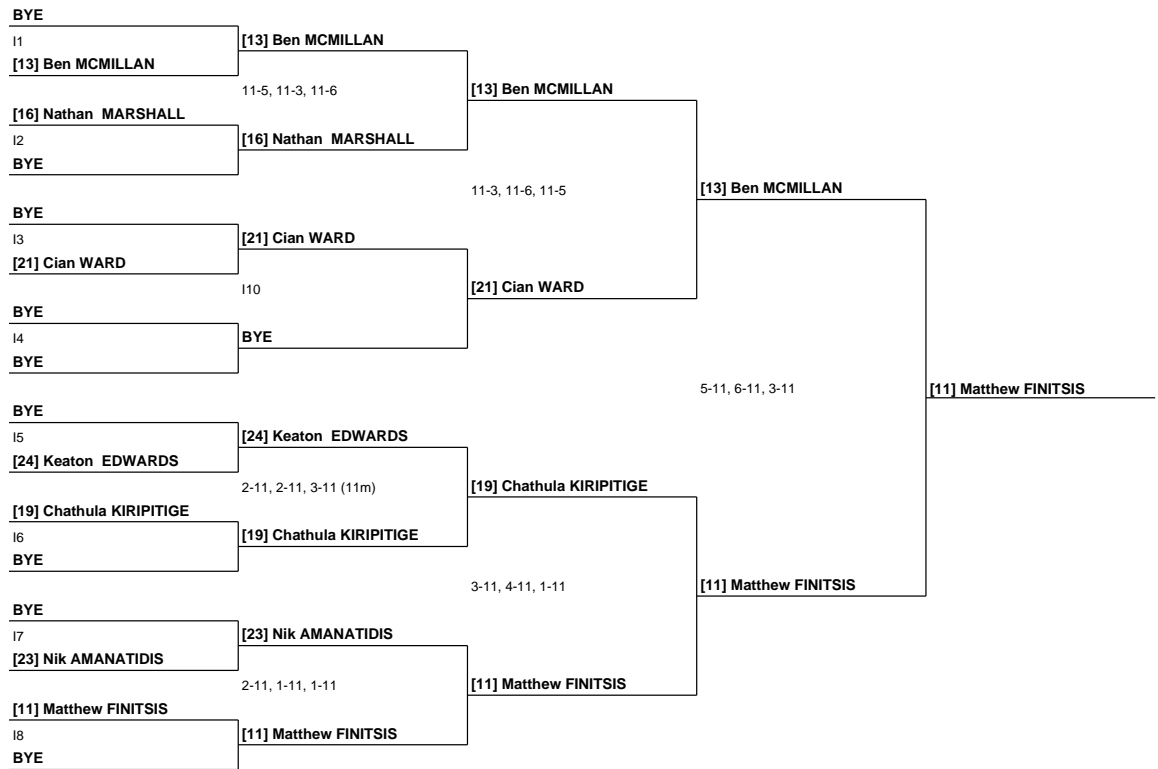 BYE
I1
[13] Ben MCMILLAN
[13] Ben MCMILLAN
11-5, 11-3, 11-6
[13] Ben MCMILLAN
[16] Nathan MARSHALL
I2
[16] Nathan MARSHALL
BYE
11-3, 11-6, 11-5
[13] Ben MCMILLAN
BYE
I3
[21] Cian WARD
[21] Cian WARD
I10
[21] Cian WARD
BYE
I4
BYE
BYE
5-11, 6-11, 3-11
[11] Matthew FINITSIS
BYE
I5
[24] Keaton EDWARDS
[24] Keaton EDWARDS
2-11, 2-11, 3-11 (11m)
[19] Chathula KIRIPITIGE
[19] Chathula KIRIPITIGE
I6
[19] Chathula KIRIPITIGE
BYE
3-11, 4-11, 1-11
[11] Matthew FINITSIS
BYE
I7
[23] Nik AMANATIDIS
[23] Nik AMANATIDIS
2-11, 1-11, 1-11
[11] Matthew FINITSIS
[11] Matthew FINITSIS
I8
[11] Matthew FINITSIS
BYE